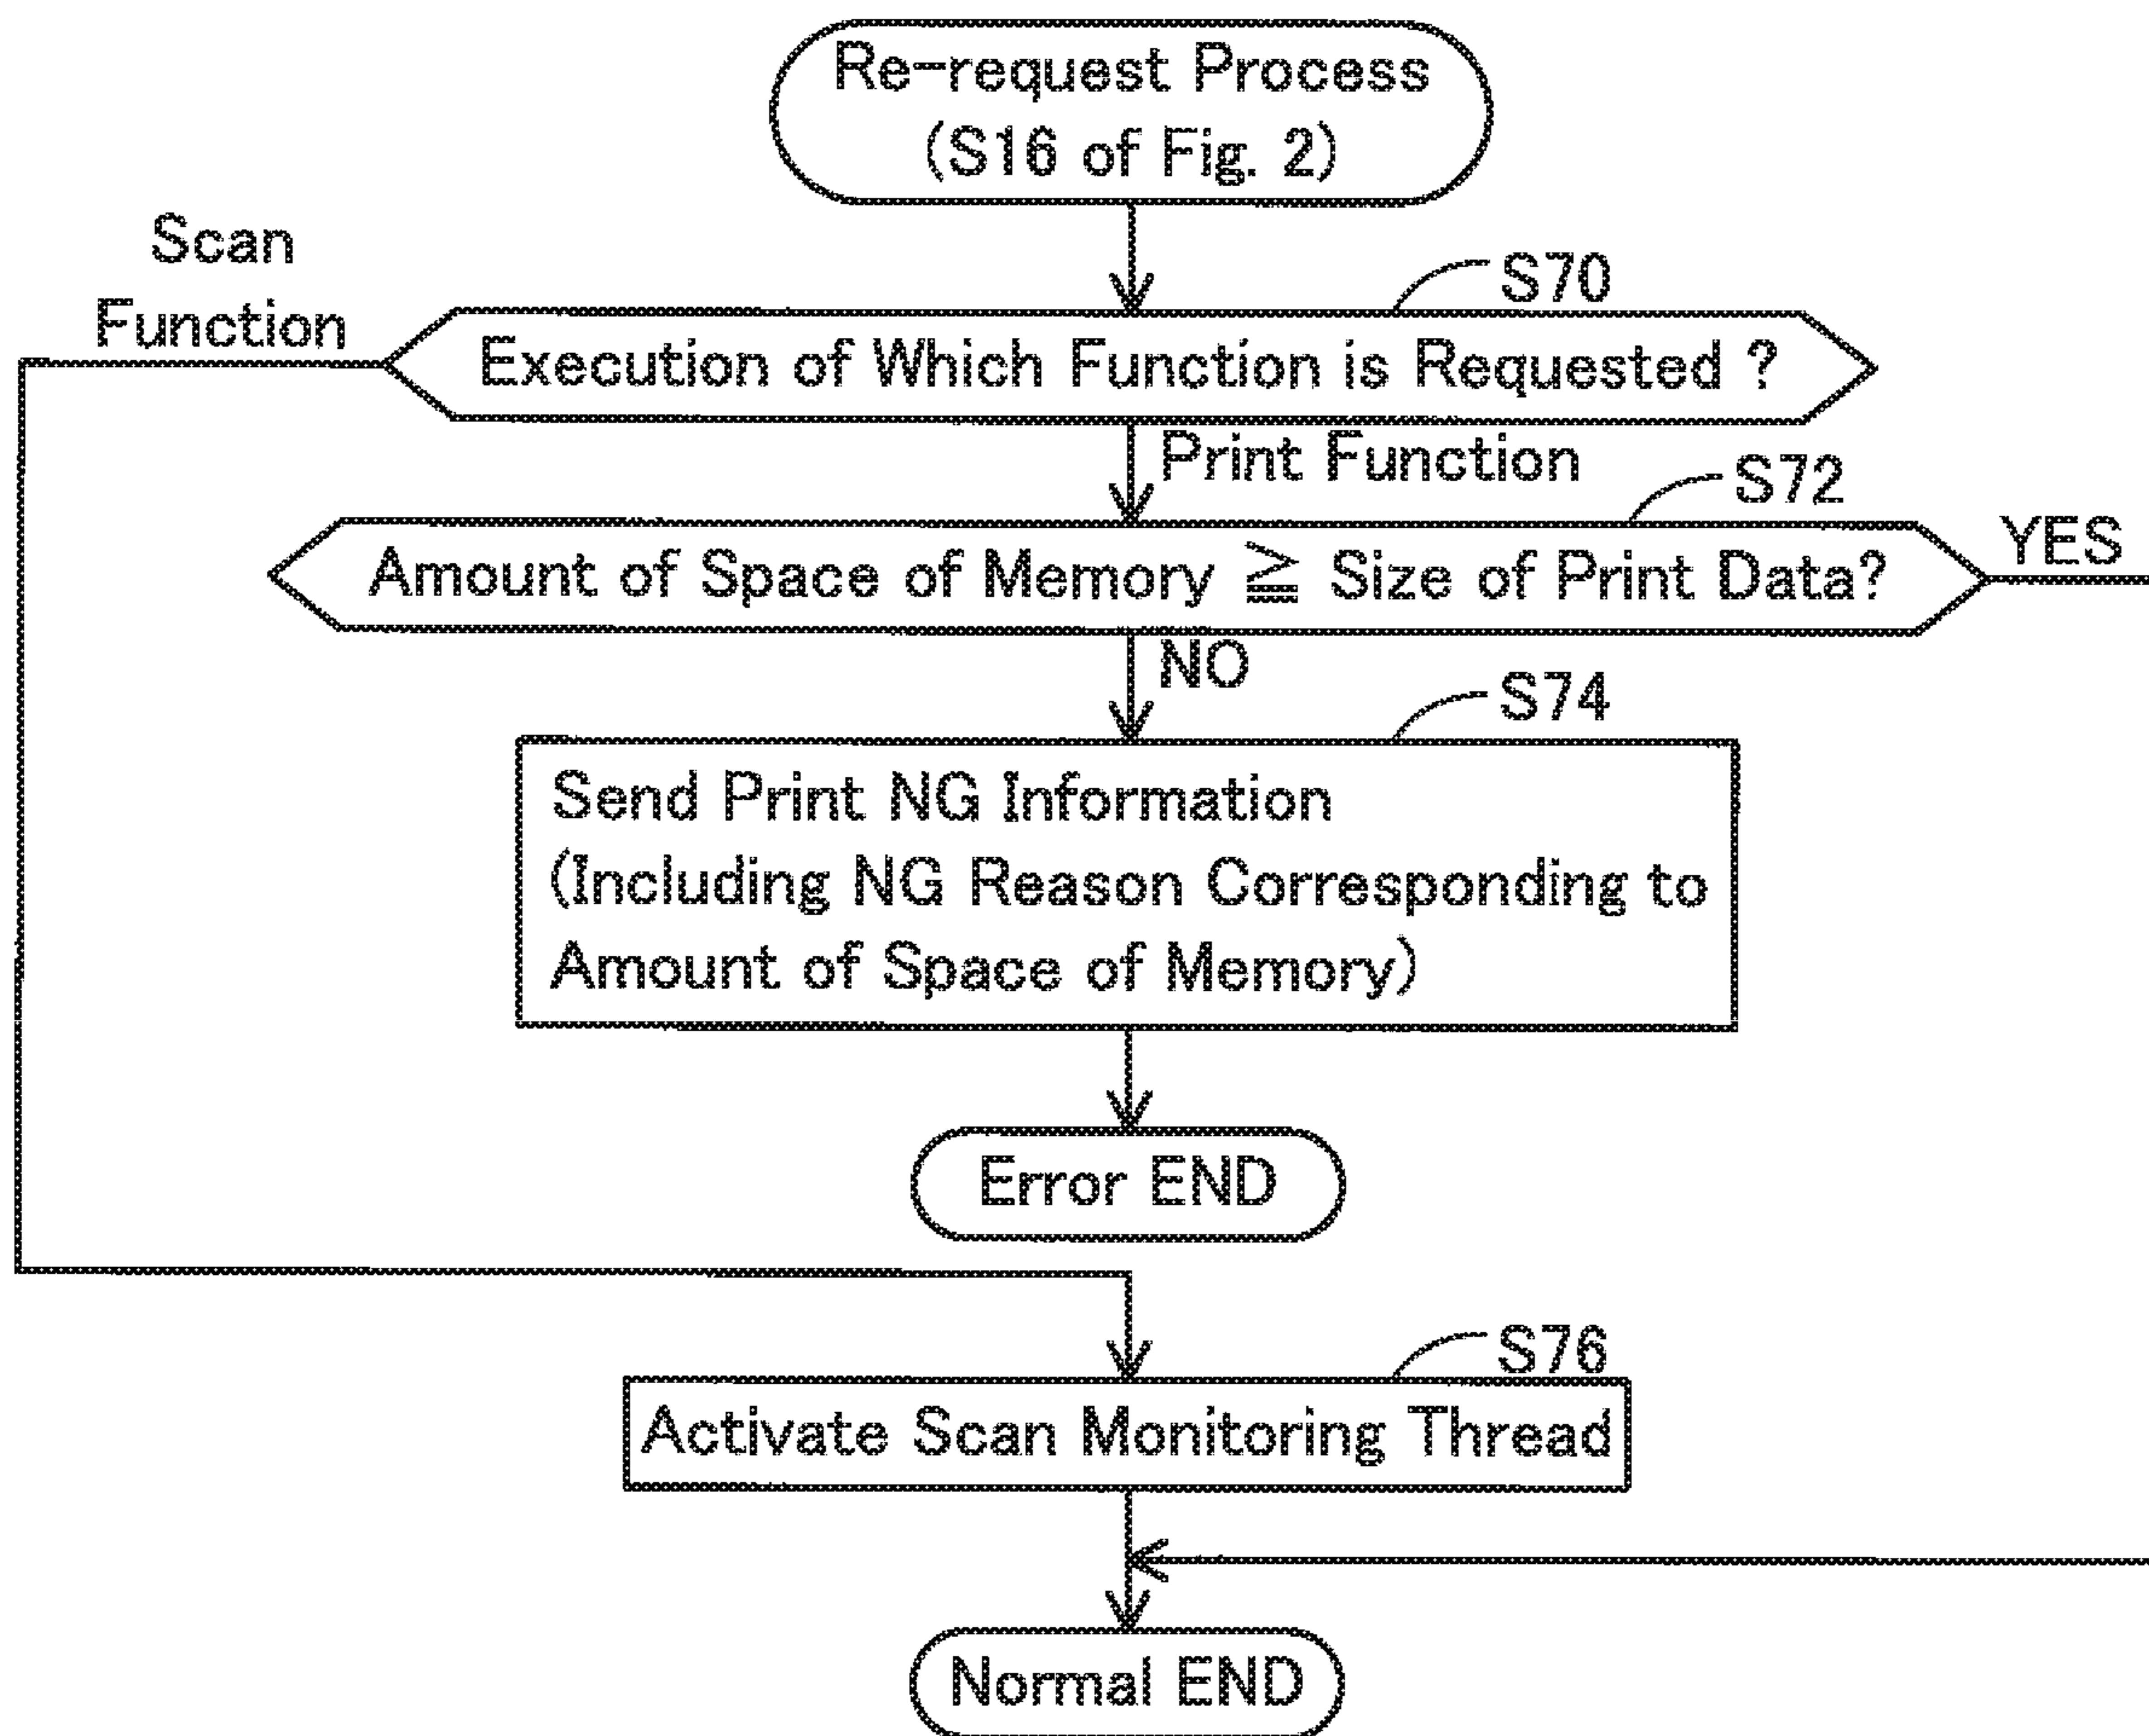 Re-request Process
(S16 of Fig. 2)
Scan
Function
S70
Execution of Which Function is Requested ?
Print Function
S72
Amount of Space of Memory ≧ Size of Print Data?
YES
NO
S74
Send Print NG Information
(Including NG Reason Corresponding to
Amount of Space of Memory)
Error END
S76
Activate Scan Monitoring Thread
Normal END